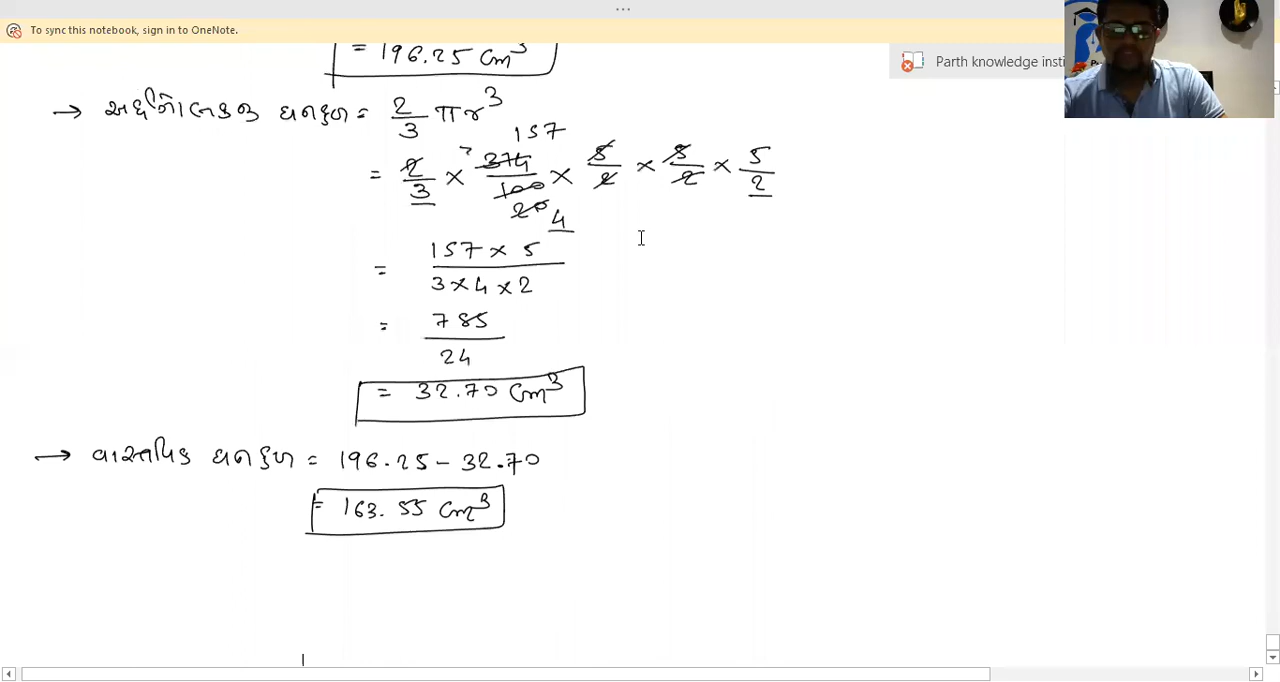 ...
To sync this notebook, sign in to OneNote.
= 196.25 cm³
Parth knowledge insti
→ અર્ધગોલકનું ઘનફળ = 2/3 πr³
157
= 2/3 × 314/100 × 5/2 × 5/2 × 5/2
20 4
= 157 × 5 / 3 × 4 × 2
= 785 / 24
= 32.70 cm³
→ વાસ્તવિક ઘનફળ = 196.25 - 32.70
= 163.55 cm³